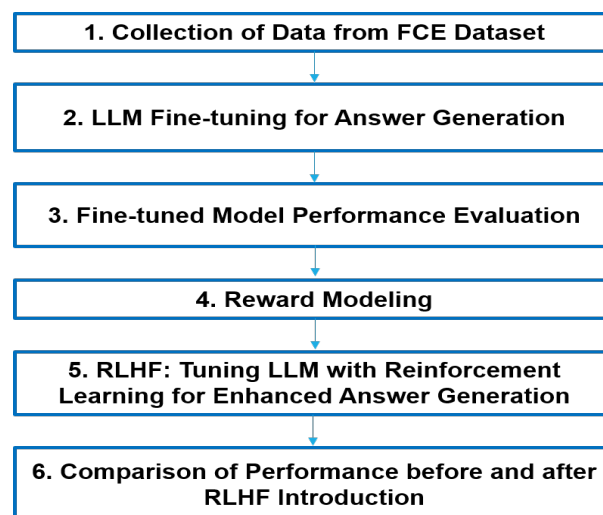 1. Collection of Data from FCE Dataset
2. LLM Fine-tuning for Answer Generation
3. Fine-tuned Model Performance Evaluation
4. Reward Modeling
5. RLHF: Tuning LLM with Reinforcement
Learning for Enhanced Answer Generation
6. Comparison of Performance before and after
RLHF Introduction